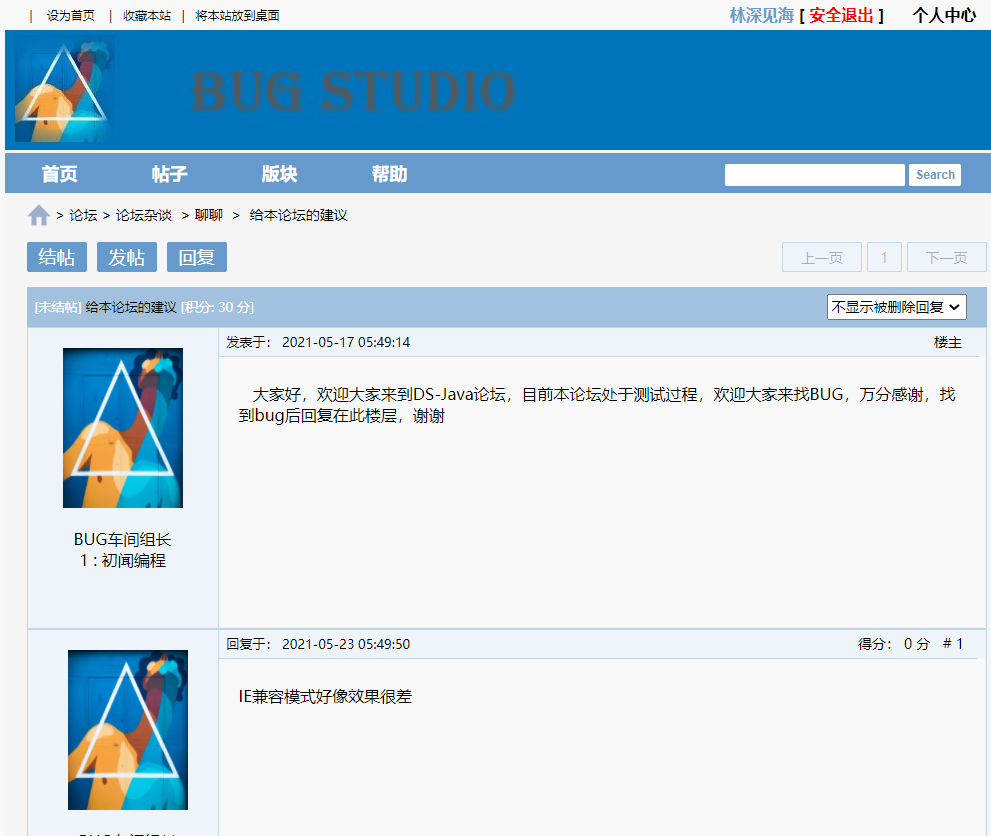 | 设为首页 | 收藏本站 | 将本站放到桌面
林深见海 [ 安全退出 ] 个人中心
BUG STUDIO
首页 帖子 版块 帮助 Search
> 论坛 > 论坛杂谈 > 聊聊 > 给本论坛的建议
结帖 发帖 回复 上一页 1 下一页
[未结帖] 给本论坛的建议 [积分: 30 分] 不显示被删除回复
发表于： 2021-05-17 05:49:14 楼主
大家好，欢迎大家来到DS-Java论坛，目前本论坛处于测试过程，欢迎大家来找BUG，万分感谢，找
到bug后回复在此楼层，谢谢
BUG车间组长
1 : 初闻编程
回复于： 2021-05-23 05:49:50 得分： 0 分 # 1
IE兼容模式好像效果很差